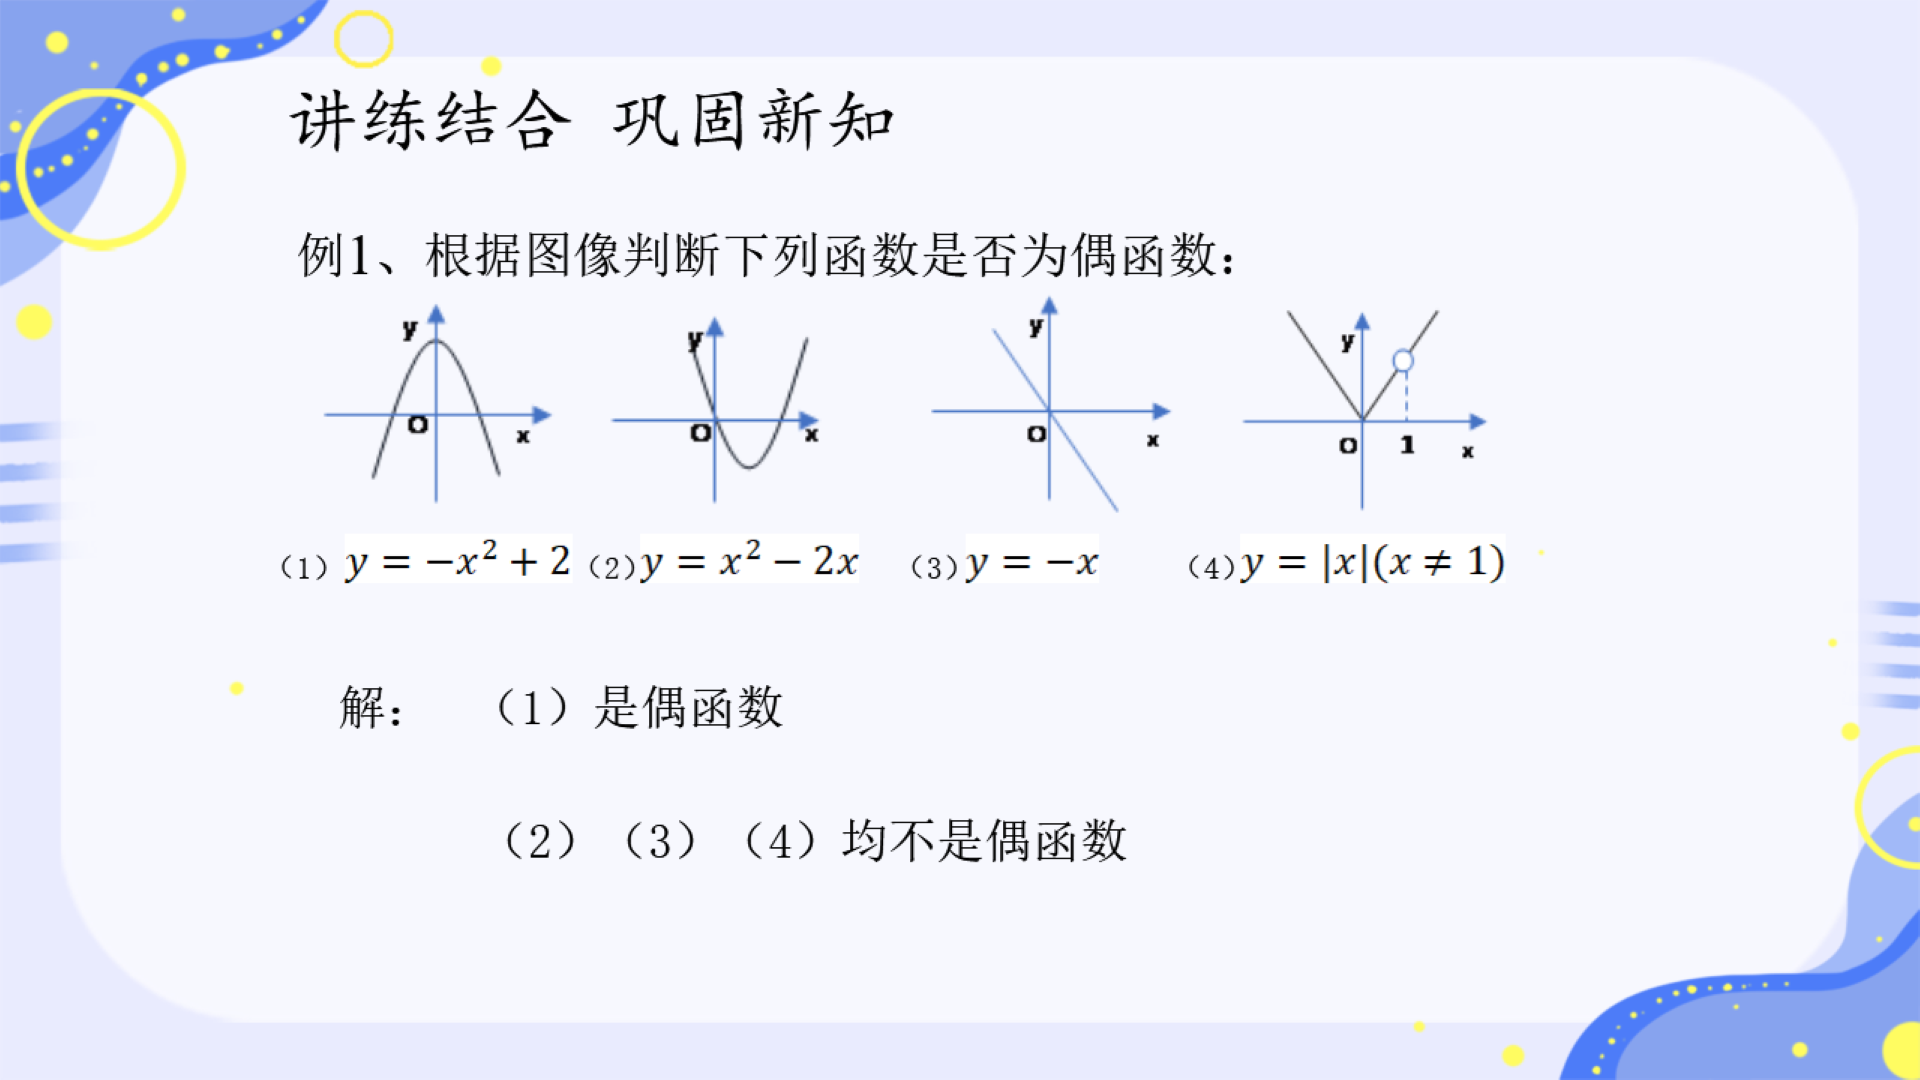 讲练结合 巩固新知
例1、根据图像判断下列函数是否为偶函数：
y y y y
O x O x O x O 1 x
（1） y = −x² + 2 （2） y = x² − 2x （3） y = −x （4） y = |x|(x ≠ 1)
解： （1）是偶函数
（2）（3）（4）均不是偶函数